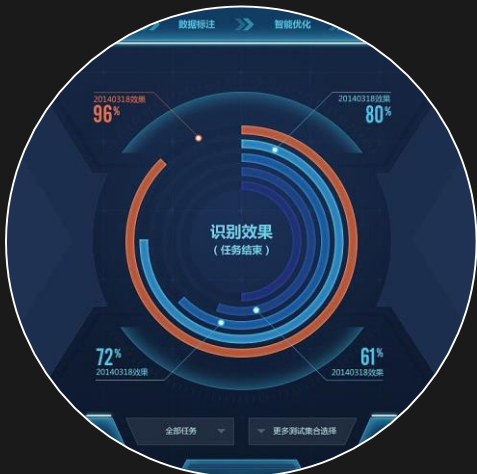 数据标注
智能优化
20140318效果
96%
20140318效果
80%
识别效果
（任务结束）
72%
20140318效果
61%
20140318效果
全部任务
更多测试集合选择